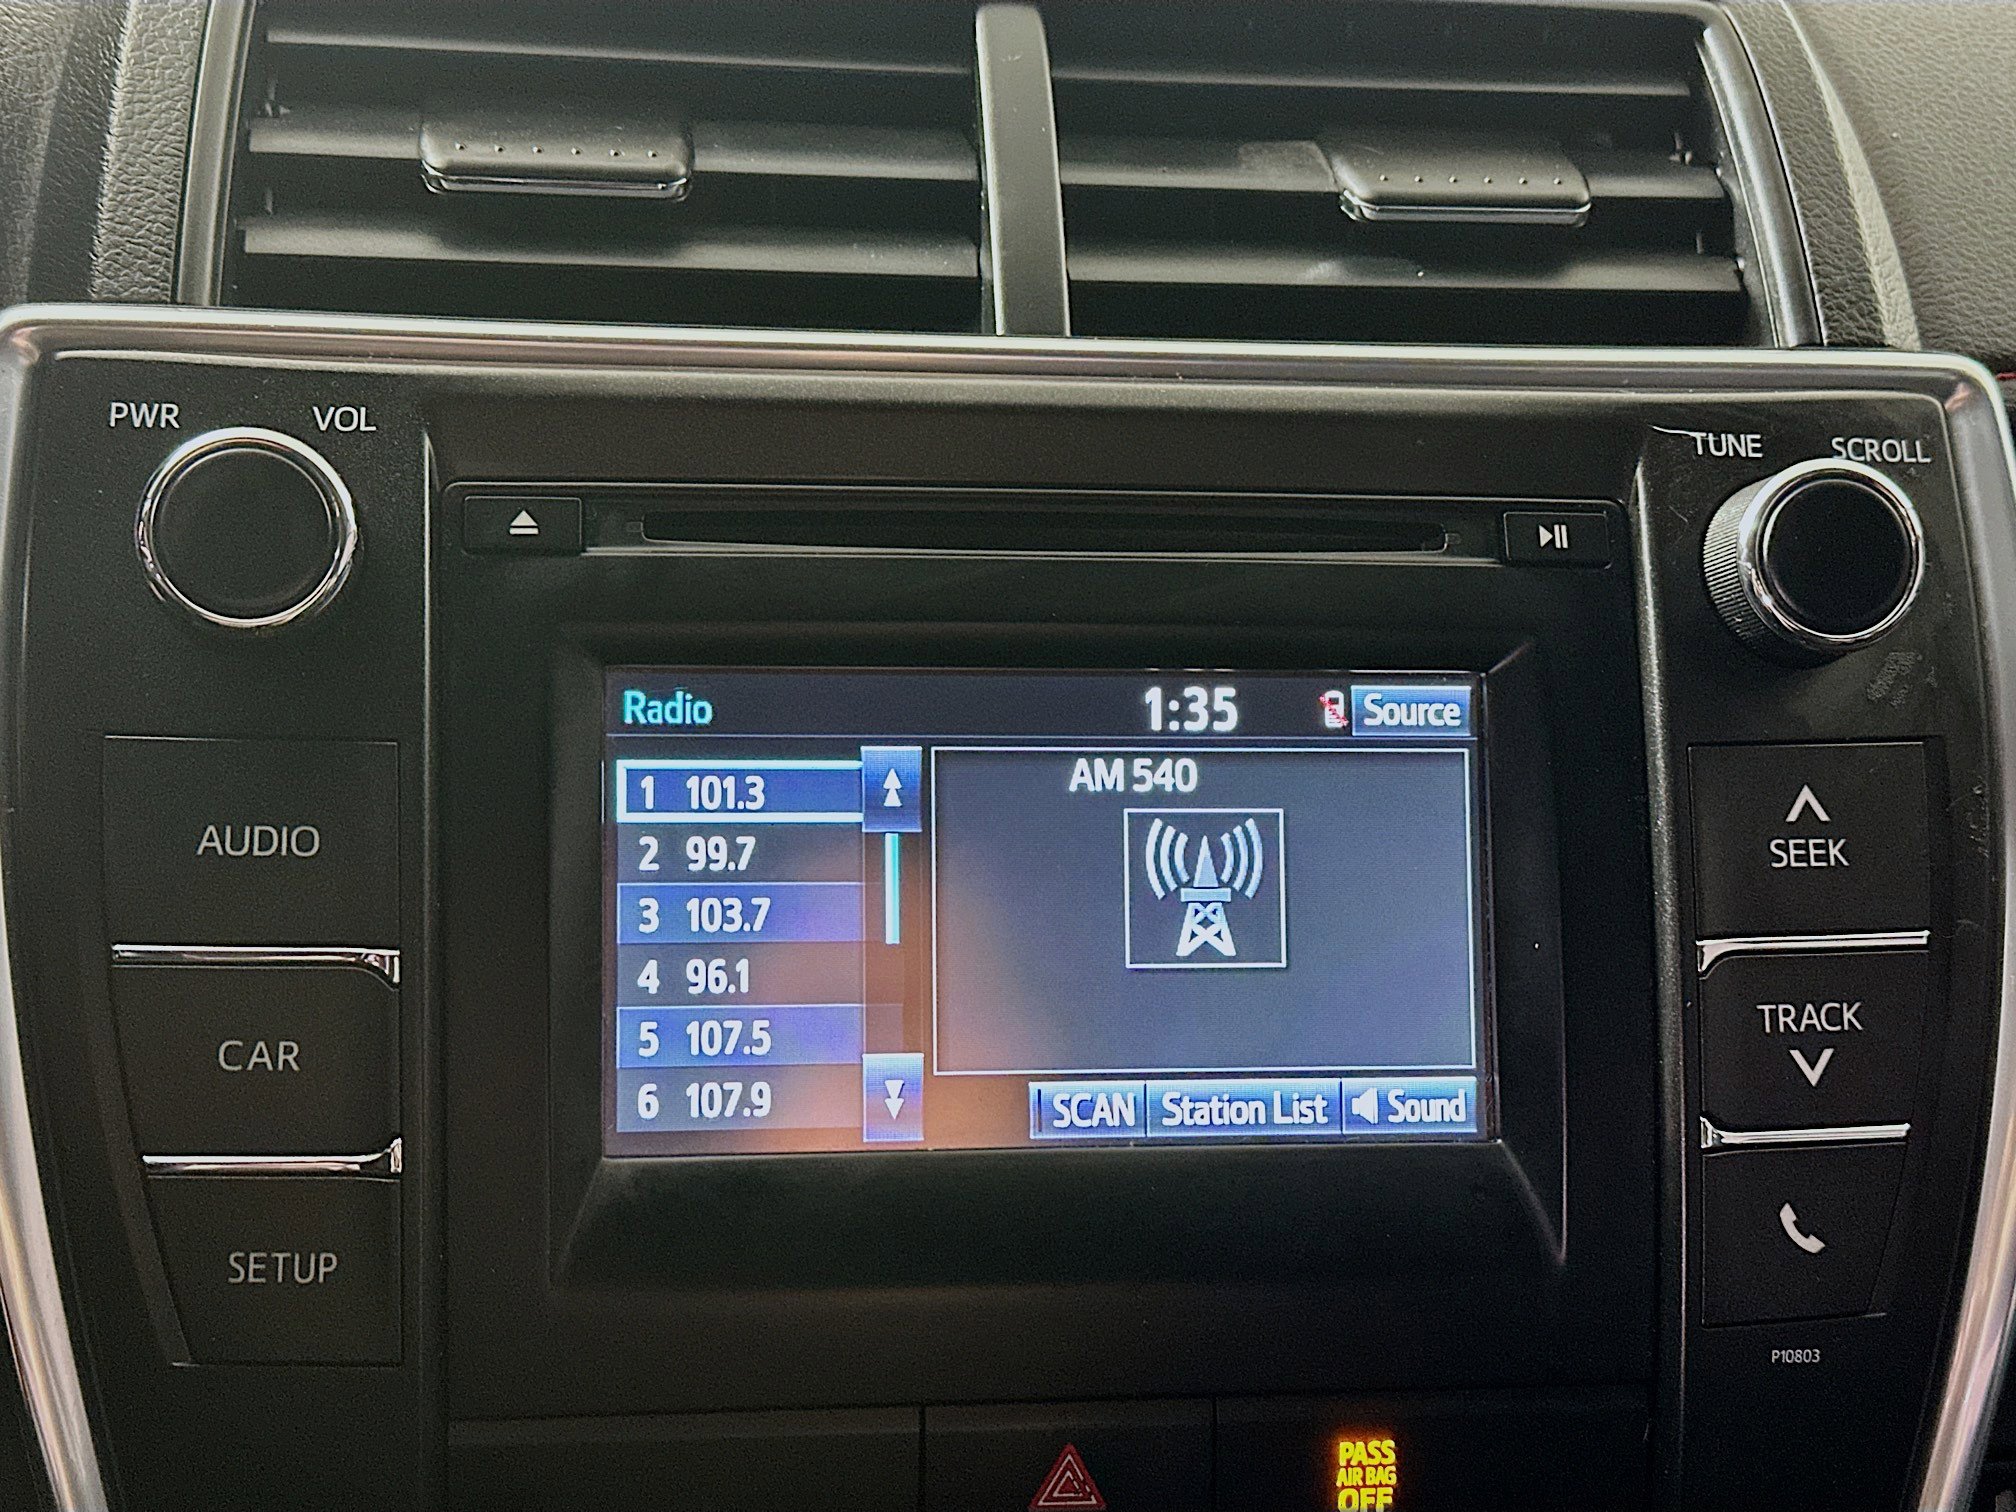 PWR VOL
TUNE SCROLL
Radio 1:35 Source
AM 540
1 101.3
2 99.7
3 103.7
4 96.1
5 107.5
6 107.9
SCAN Station List Sound
AUDIO
CAR
SETUP
SEEK
TRACK
P10803
PASS
AIR BAG
OFF